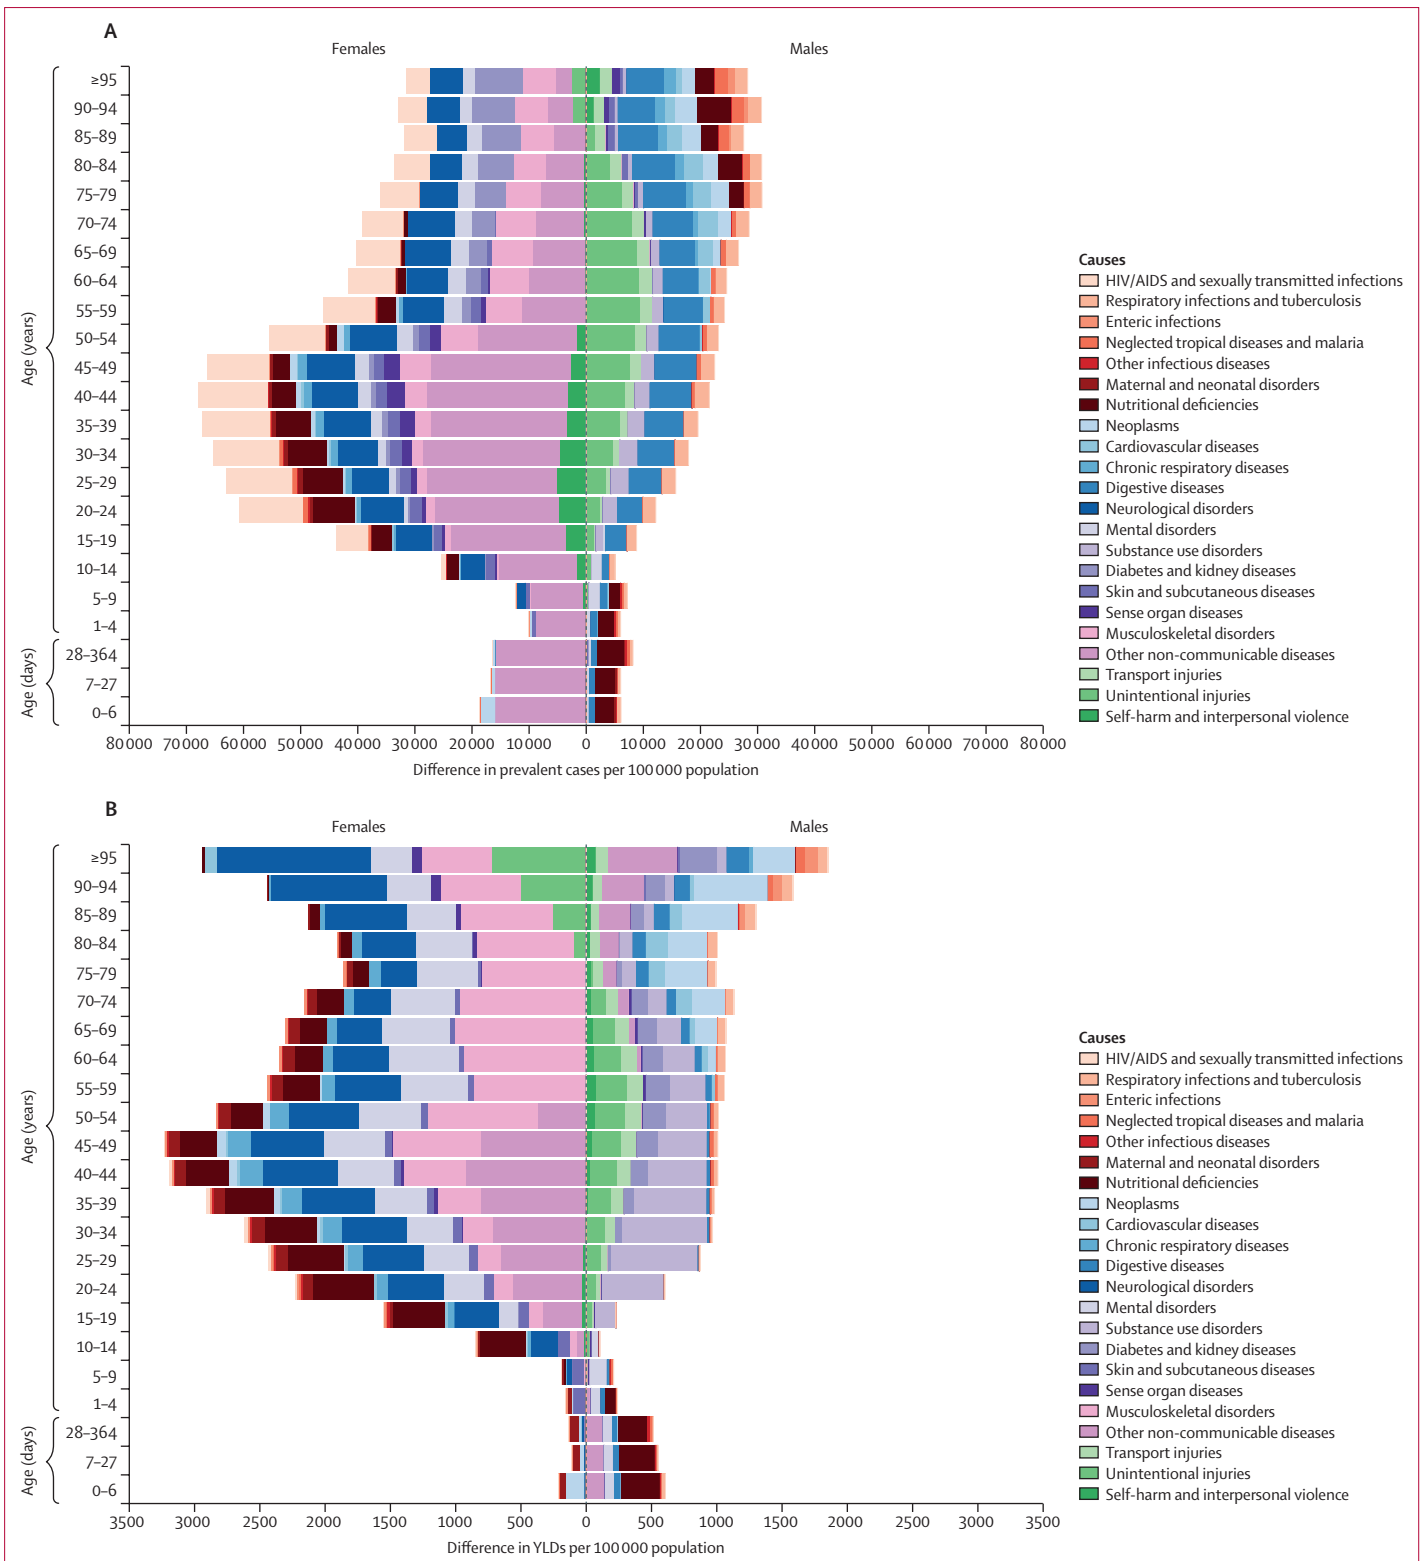 A
Females Males
≥95
90–94
85–89
80–84
75–79
70–74
65–69
60–64
55–59
50–54
45–49
40–44
35–39
30–34
25–29
20–24
15–19
10–14
5–9
1–4
28–364
7–27
0–6
Age (years)
Age (days)
80 000 70 000 60 000 50 000 40 000 30 000 20 000 10 000 0 10 000 20 000 30 000 40 000 50 000 60 000 70 000 80 000
Difference in prevalent cases per 100 000 population
Causes
HIV/AIDS and sexually transmitted infections
Respiratory infections and tuberculosis
Enteric infections
Neglected tropical diseases and malaria
Other infectious diseases
Maternal and neonatal disorders
Nutritional deficiencies
Neoplasms
Cardiovascular diseases
Chronic respiratory diseases
Digestive diseases
Neurological disorders
Mental disorders
Substance use disorders
Diabetes and kidney diseases
Skin and subcutaneous diseases
Sense organ diseases
Musculoskeletal disorders
Other non-communicable diseases
Transport injuries
Unintentional injuries
Self-harm and interpersonal violence
B
Females Males
≥95
90–94
85–89
80–84
75–79
70–74
65–69
60–64
55–59
50–54
45–49
40–44
35–39
30–34
25–29
20–24
15–19
10–14
5–9
1–4
28–364
7–27
0–6
Age (years)
Age (days)
3500 3000 2500 2000 1500 1000 500 0 500 1000 1500 2000 2500 3000 3500
Difference in YLDs per 100 000 population
Causes
HIV/AIDS and sexually transmitted infections
Respiratory infections and tuberculosis
Enteric infections
Neglected tropical diseases and malaria
Other infectious diseases
Maternal and neonatal disorders
Nutritional deficiencies
Neoplasms
Cardiovascular diseases
Chronic respiratory diseases
Digestive diseases
Neurological disorders
Mental disorders
Substance use disorders
Diabetes and kidney diseases
Skin and subcutaneous diseases
Sense organ diseases
Musculoskeletal disorders
Other non-communicable diseases
Transport injuries
Unintentional injuries
Self-harm and interpersonal violence